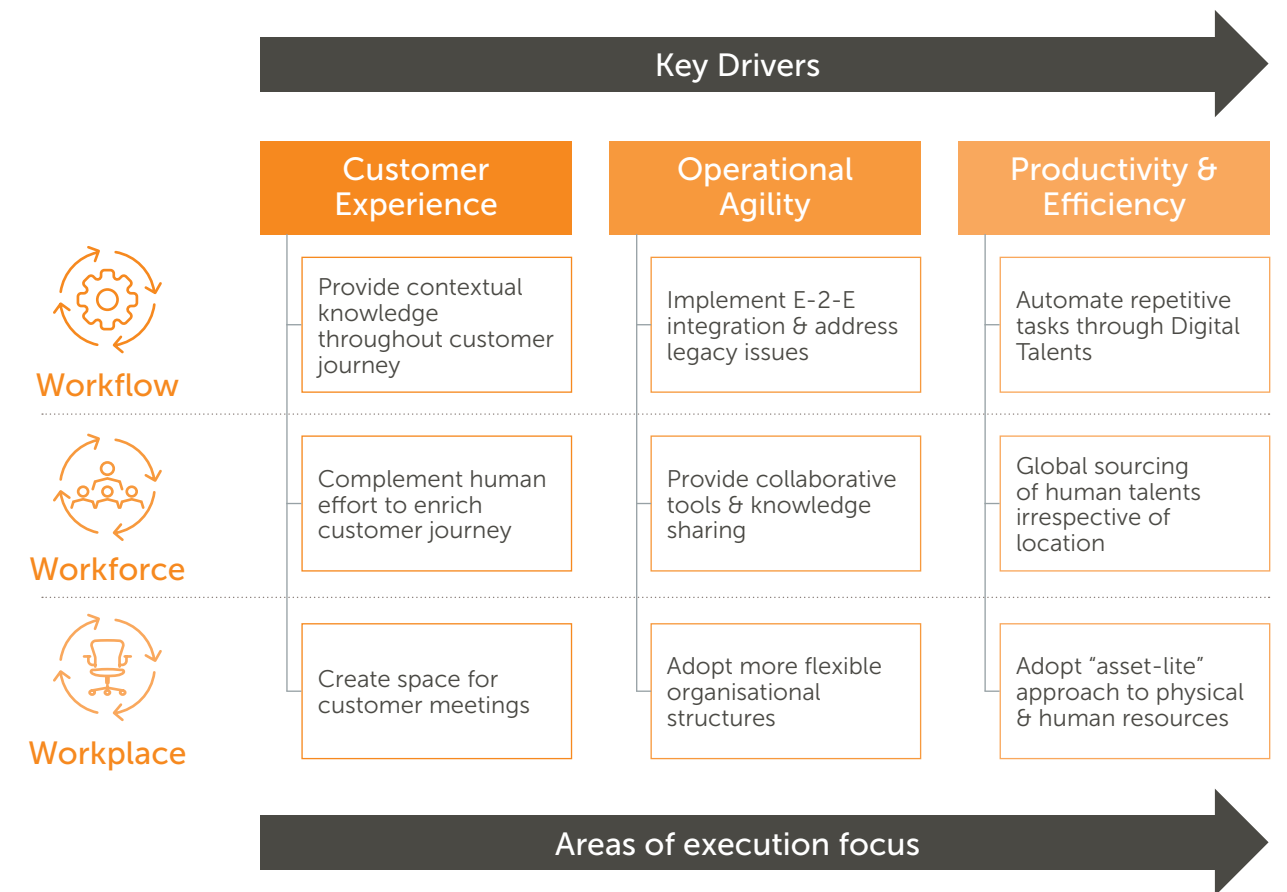 Key Drivers
Customer
Experience
Operational
Agility
Productivity &
Efficiency
Workflow
Provide contextual
knowledge
throughout customer
journey
Implement E-2-E
integration & address
legacy issues
Automate repetitive
tasks through Digital
Talents
Workforce
Complement human
effort to enrich
customer journey
Provide collaborative
tools & knowledge
sharing
Global sourcing
of human talents
irrespective of
location
Workplace
Create space for
customer meetings
Adopt more flexible
organisational
structures
Adopt “asset-lite”
approach to physical
& human resources
Areas of execution focus